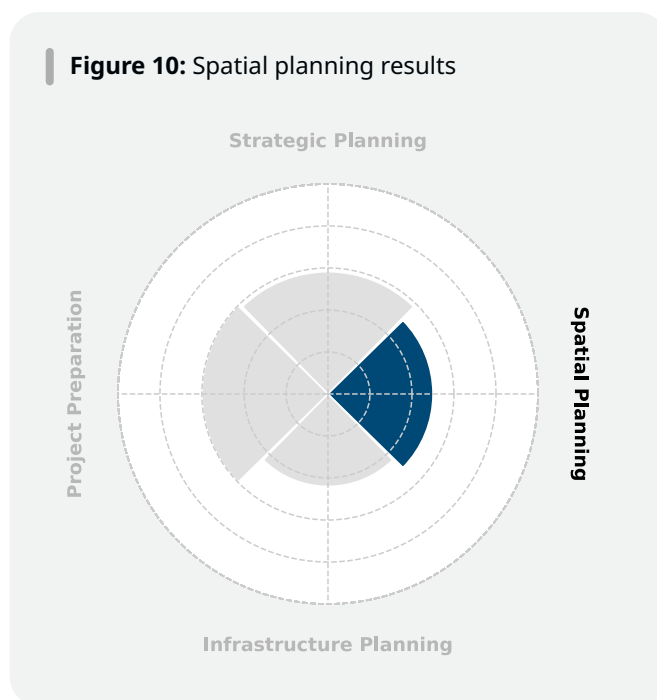 Figure 10: Spatial planning results
Strategic Planning
Project Preparation
Spatial Planning
Infrastructure Planning